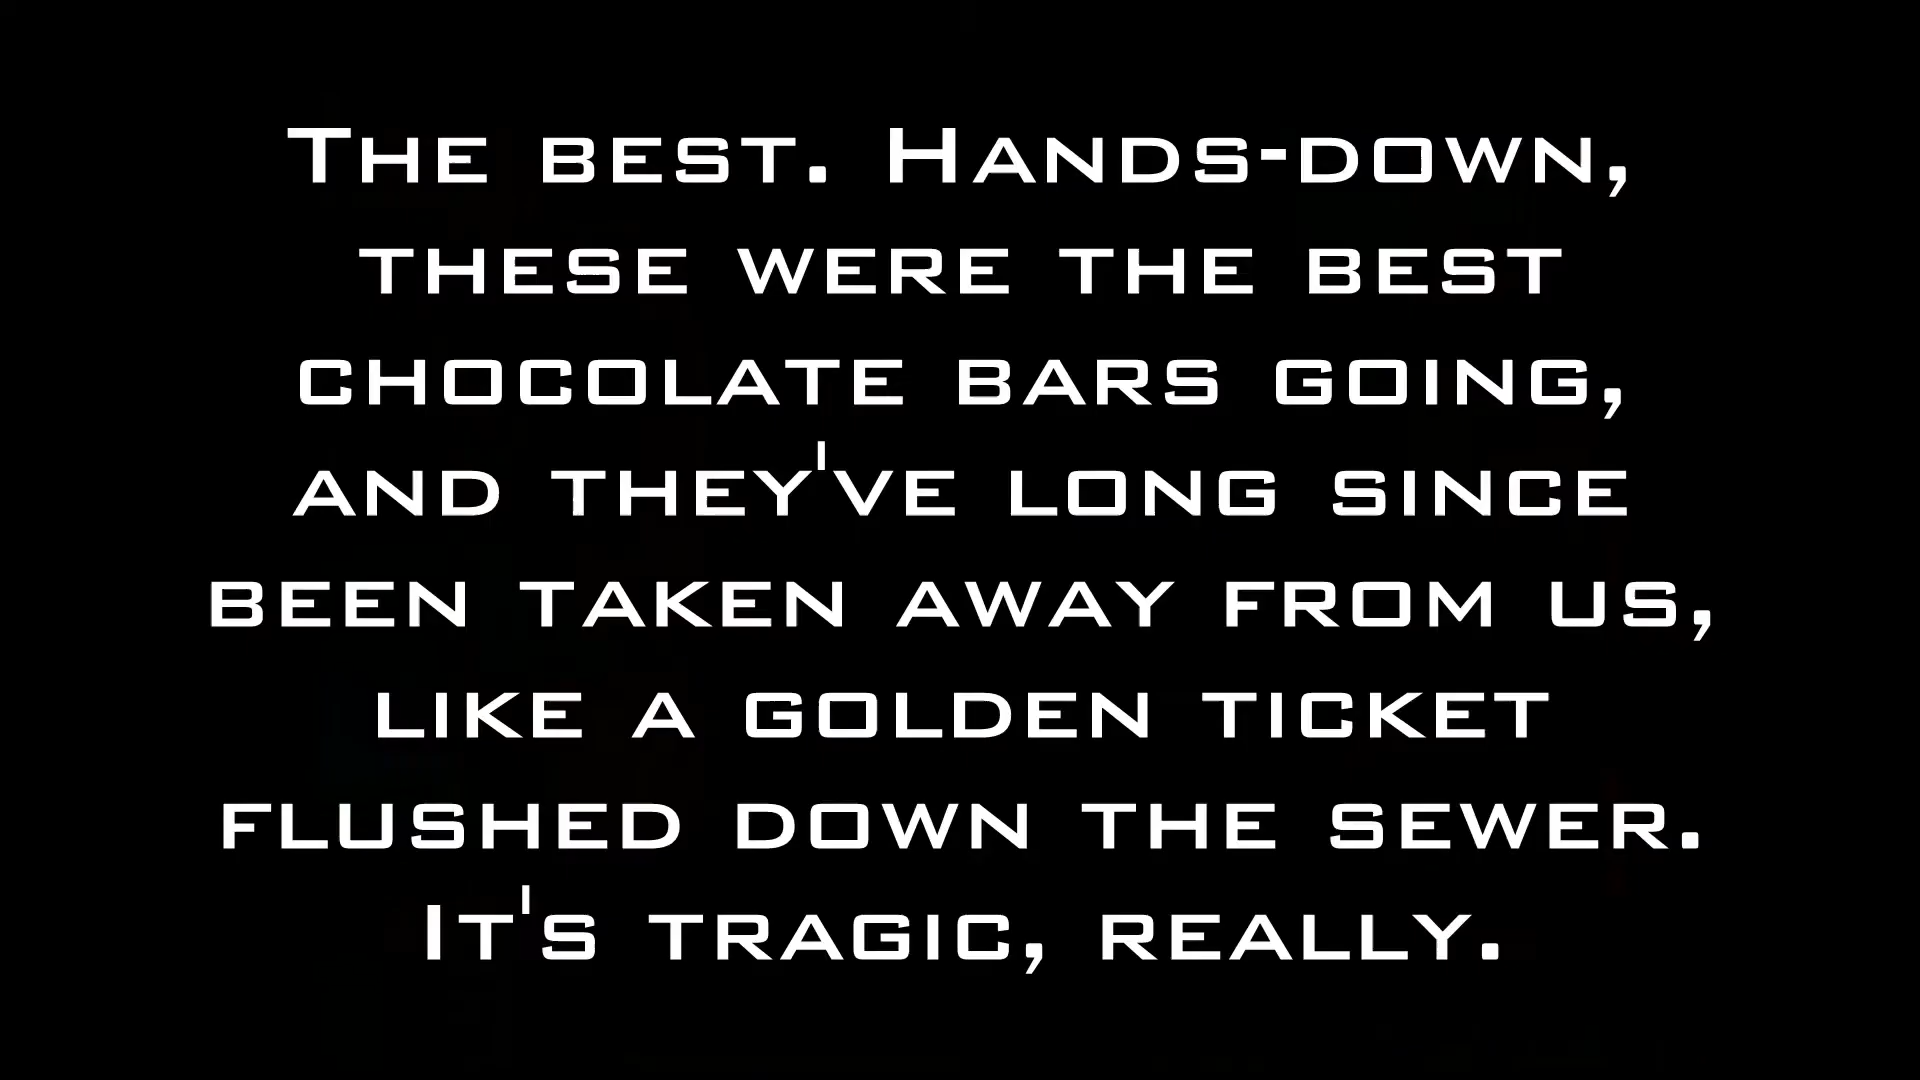 The best. Hands-down,
these were the best
chocolate bars going,
and they've long since
been taken away from us,
like a golden ticket
flushed down the sewer.
It's tragic, really.